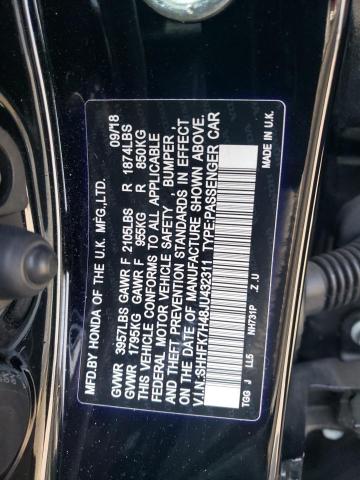 MFD.BY HONDA OF THE U.K. MFG.,LTD. 09/18
GVWR 3957LBS GAWR F 2105LBS R 1874LBS
GVWR 1795KG GAWR F 955KG R 850KG
THIS VEHICLE CONFORMS TO ALL APPLICABLE
FEDERAL MOTOR VEHICLE SAFETY, BUMPER,
AND THEFT PREVENTION STANDARDS IN EFFECT
ON THE DATE OF MANUFACTURE SHOWN ABOVE.
V.I.N.:SHHFK7H48JU432311 TYPE:PASSENGER CAR
TGG J LL5 NH731P Z IU
MADE IN U.K.